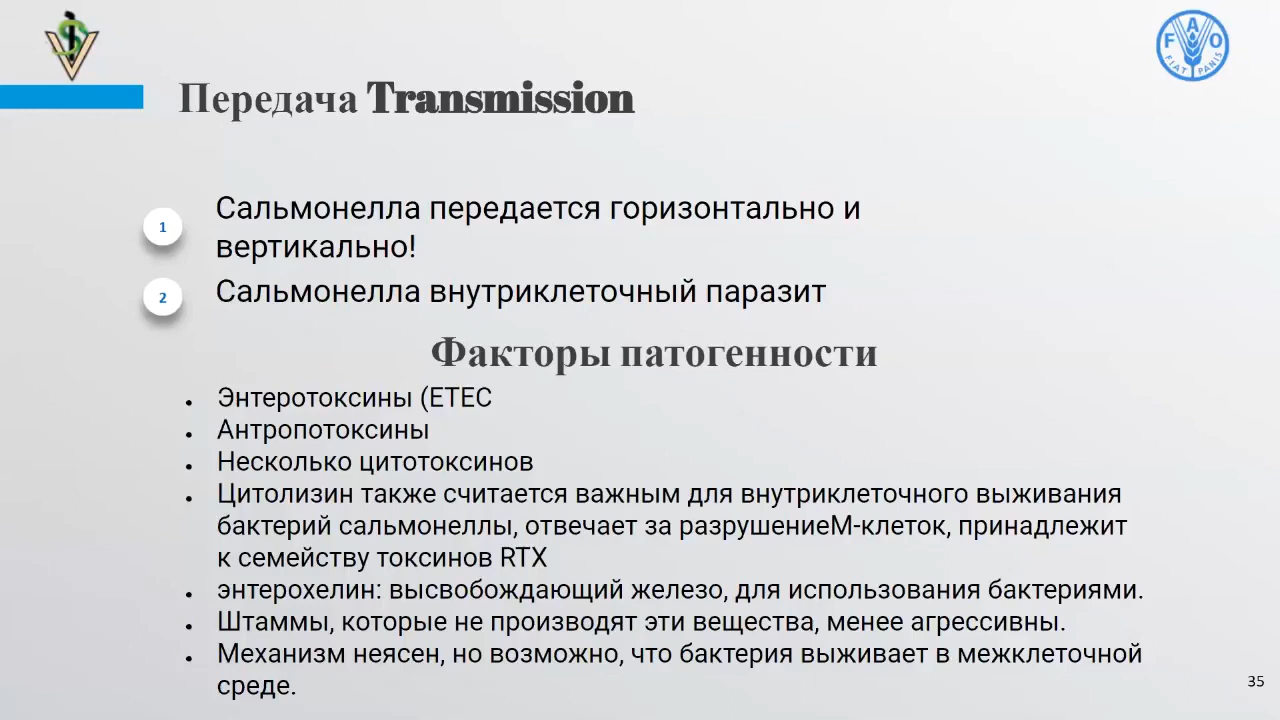 FAO
FIAT PANIS
Передача Transmission
1
Сальмонелла передается горизонтально и
вертикально!
2
Сальмонелла внутриклеточный паразит
Факторы патогенности
• Энтеротоксины (ETEC
• Антропотоксины
• Несколько цитотоксинов
• Цитолизин также считается важным для внутриклеточного выживания
бактерий сальмонеллы, отвечает за разрушениеМ-клеток, принадлежит
к семейству токсинов RTX
• энтерохелин: высвобождающий железо, для использования бактериями.
• Штаммы, которые не производят эти вещества, менее агрессивны.
• Механизм неясен, но возможно, что бактерия выживает в межклеточной
среде.
35